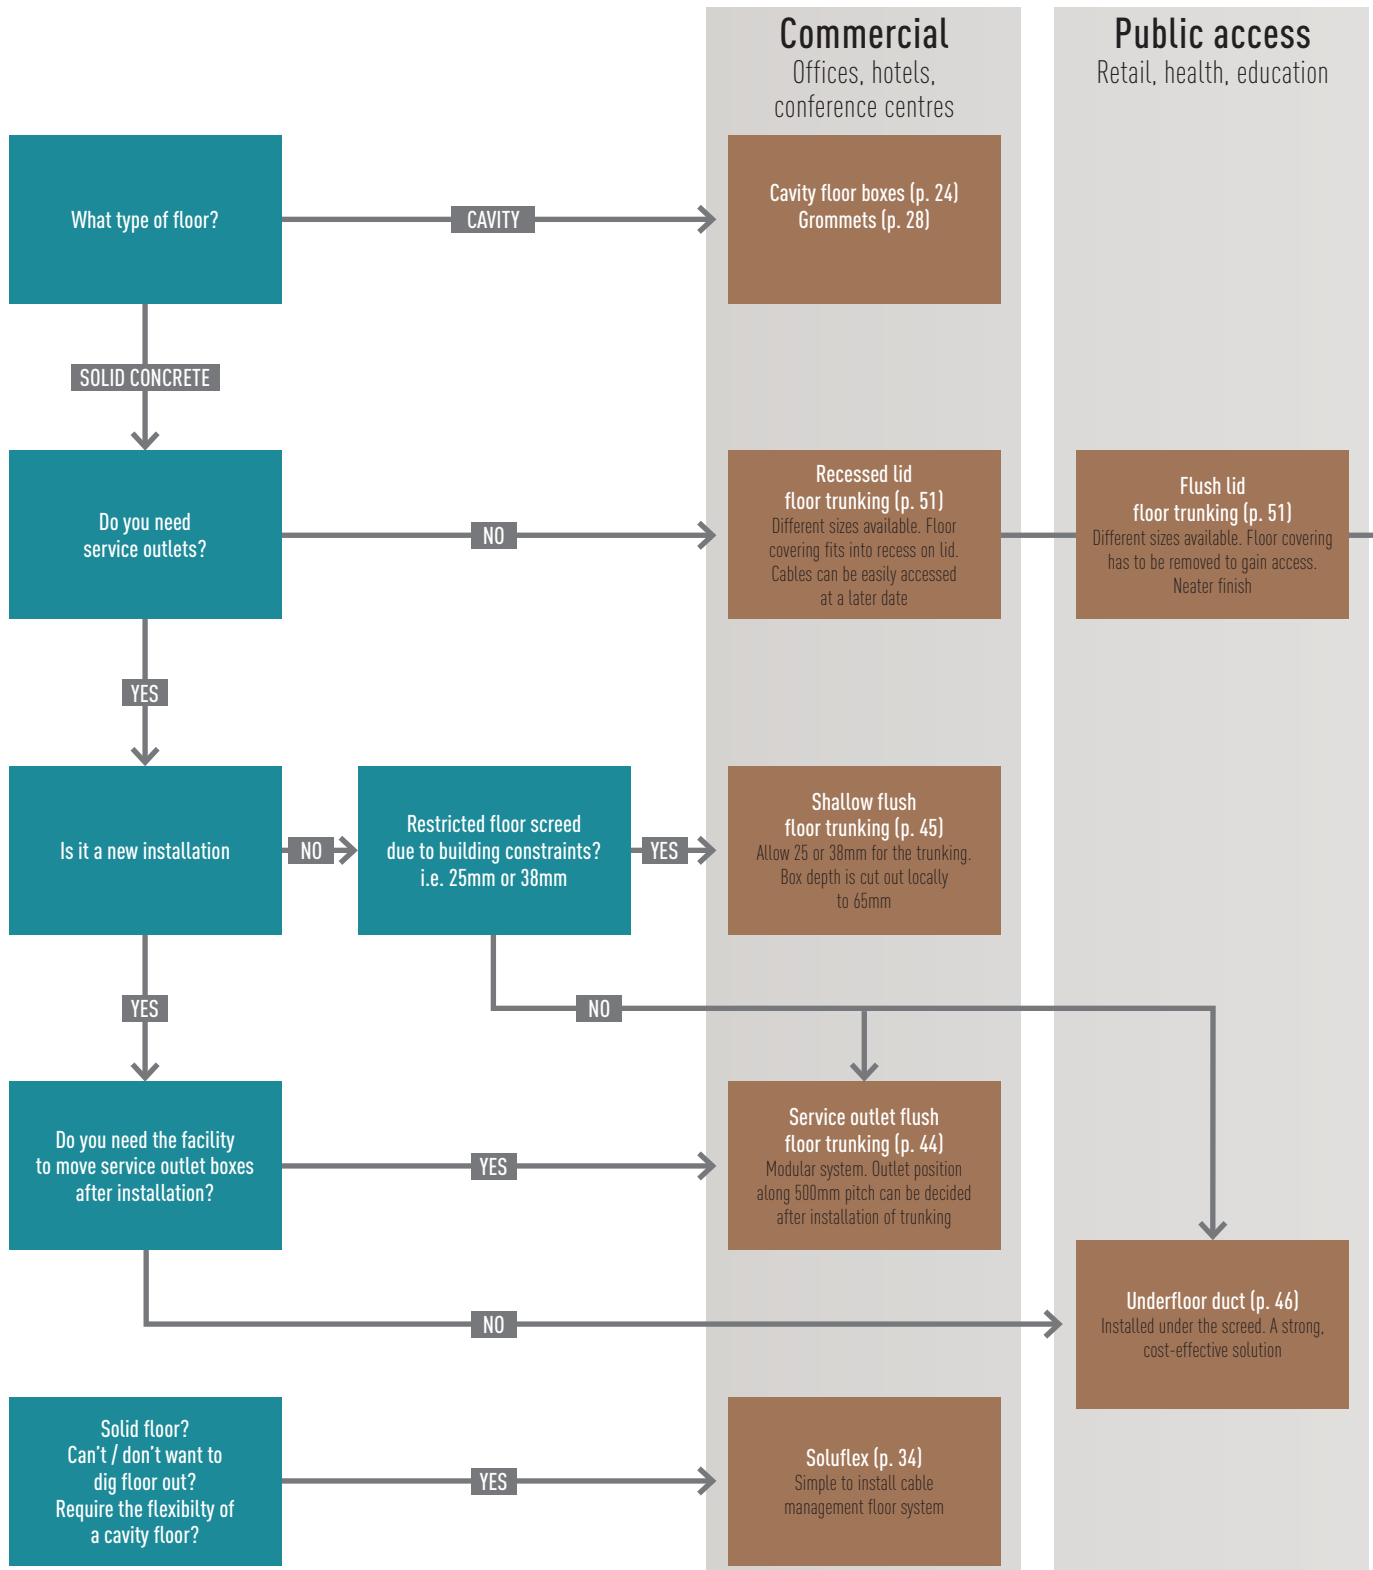 Commercial
Offices, hotels,
conference centres
Public access
Retail, health, education
What type of floor?
CAVITY
Cavity floor boxes (p. 24)
Grommets (p. 28)
SOLID CONCRETE
Do you need
service outlets?
NO
Recessed lid
floor trunking (p. 51)
Different sizes available. Floor
covering fits into recess on lid.
Cables can be easily accessed
at a later date
Flush lid
floor trunking (p. 51)
Different sizes available. Floor covering
has to be removed to gain access.
Neater finish
YES
Is it a new installation
NO
Restricted floor screed
due to building constraints?
i.e. 25mm or 38mm
YES
Shallow flush
floor trunking (p. 45)
Allow 25 or 38mm for the trunking.
Box depth is cut out locally
to 65mm
YES
NO
Do you need the facility
to move service outlet boxes
after installation?
YES
Service outlet flush
floor trunking (p. 44)
Modular system. Outlet position
along 500mm pitch can be decided
after installation of trunking
NO
Underfloor duct (p. 46)
Installed under the screed. A strong,
cost-effective solution
Solid floor?
Can't / don't want to
dig floor out?
Require the flexibilty of
a cavity floor?
YES
Soluflex (p. 34)
Simple to install cable
management floor system